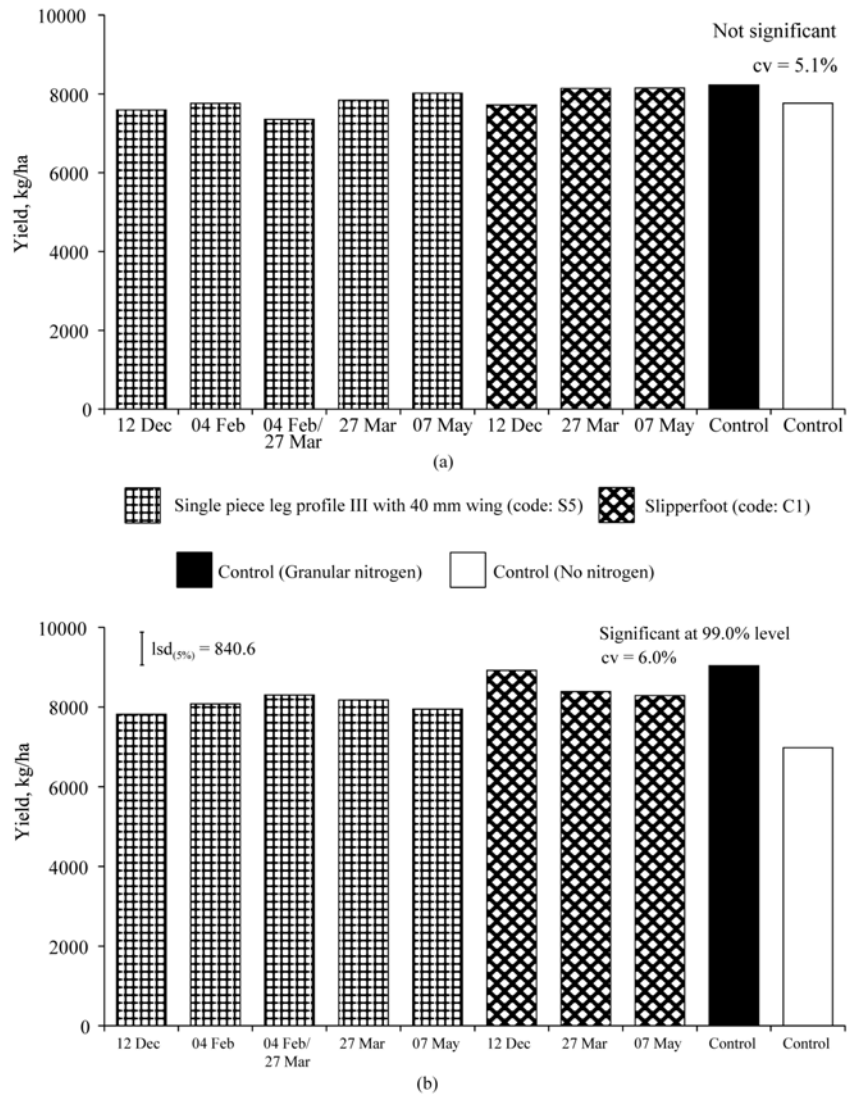 10000
Not significant
cv = 5.1%
8000
6000
4000
2000
0
Yield, kg/ha
12 Dec 04 Feb 04 Feb/ 27 Mar 07 May 12 Dec 27 Mar 07 May Control Control
27 Mar
(a)
Single piece leg profile III with 40 mm wing (code: S5) Slipperfoot (code: C1)
Control (Granular nitrogen) Control (No nitrogen)
10000
lsd(5%) = 840.6
Significant at 99.0% level
cv = 6.0%
8000
6000
4000
2000
0
Yield, kg/ha
12 Dec 04 Feb 04 Feb/ 27 Mar 07 May 12 Dec 27 Mar 07 May Control Control
27 Mar
(b)